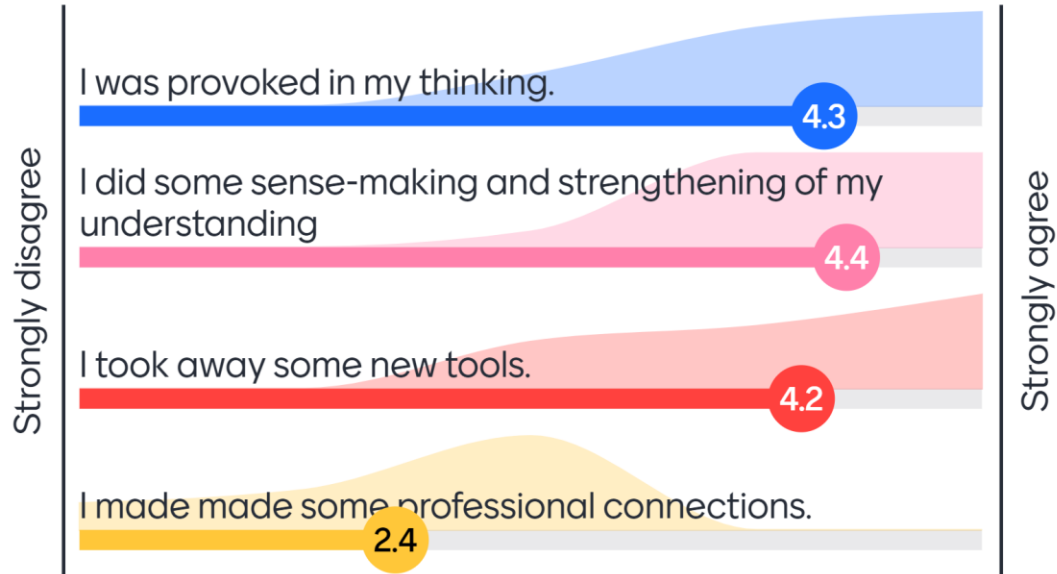 I was provoked in my thinking.
4.3
I did some sense-making and strengthening of my
understanding
4.4
I took away some new tools.
4.2
I made made some professional connections.
2.4
Strongly disagree
Strongly agree